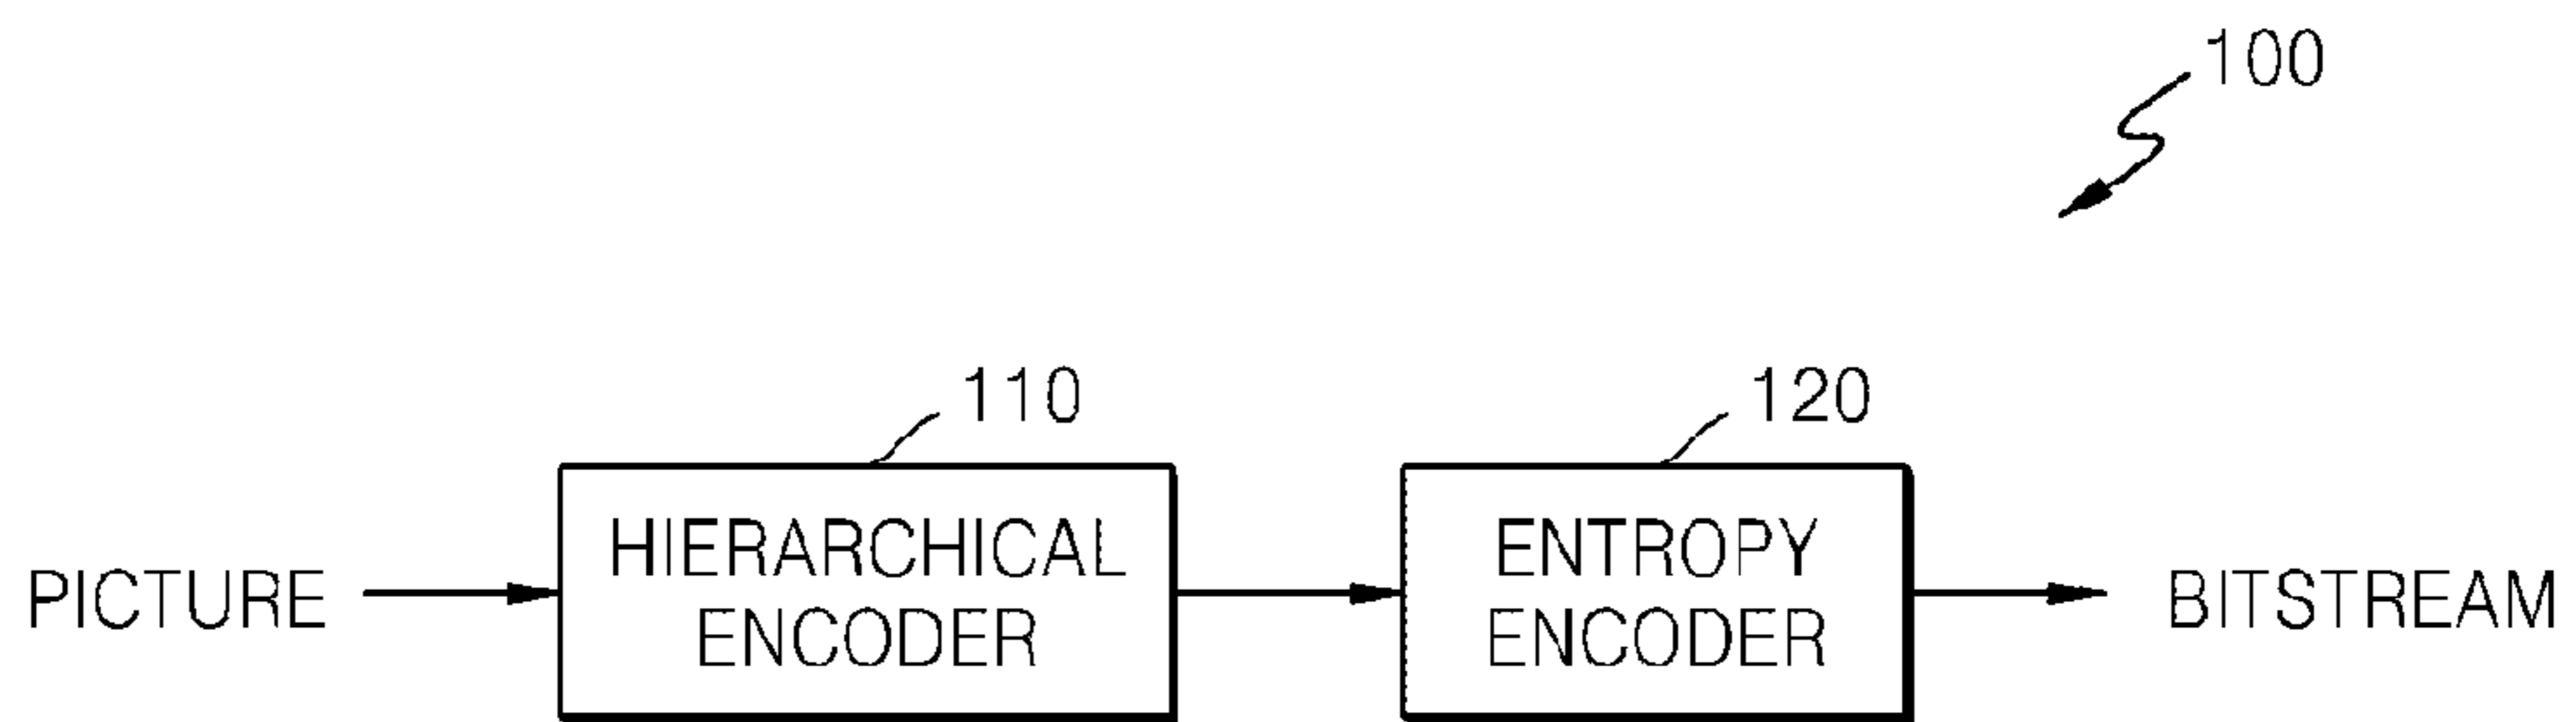 100
110
120
PICTURE
HIERARCHICAL
ENCODER
ENTROPY
ENCODER
BITSTREAM